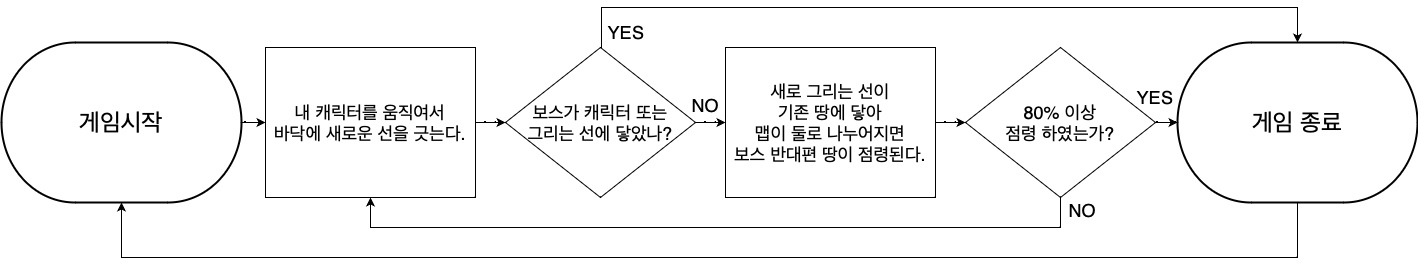 게임시작
내 캐릭터를 움직여서
바닥에 새로운 선을 긋는다.
보스가 캐릭터 또는
그리는 선에 닿았나?
YES
NO
새로 그리는 선이
기존 땅에 닿아
맵이 둘로 나누어지면
보스 반대편 땅이 점령된다.
80% 이상
점령 하였는가?
YES
NO
게임 종료